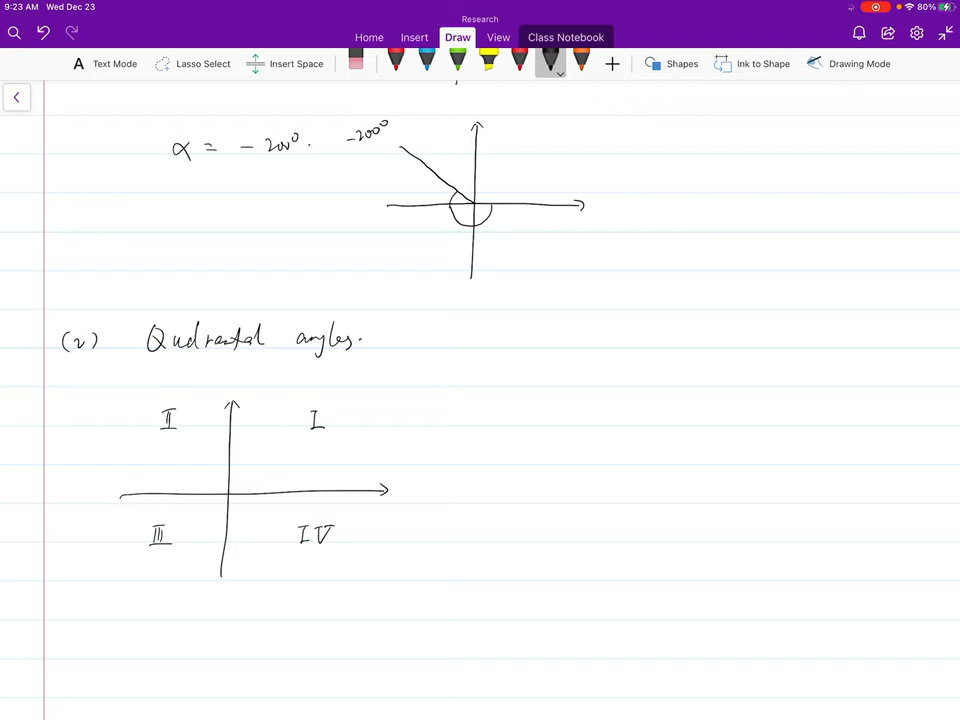 9:23 AM Wed Dec 23
80%
Research
Home Insert Draw View Class Notebook
Text Mode Lasso Select Insert Space Shapes Ink to Shape Drawing Mode
α = -200°. -200°
(2) Qudrantal angles.
II I
III IV